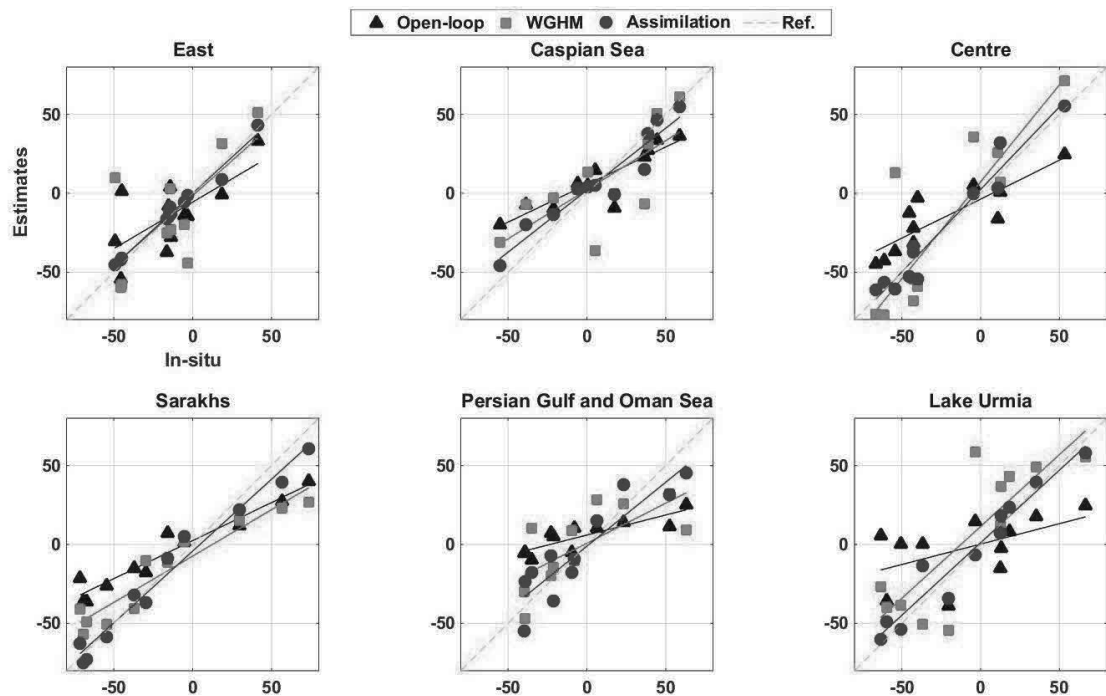 Open-loop WGHM Assimilation Ref.
East Caspian Sea Centre
50 50 50
0 0 0
-50 -50 -50
-50 0 50 -50 0 50 -50 0 50
Estimates
In-situ
Sarakhs Persian Gulf and Oman Sea Lake Urmia
50 50 50
0 0 0
-50 -50 -50
-50 0 50 -50 0 50 -50 0 50